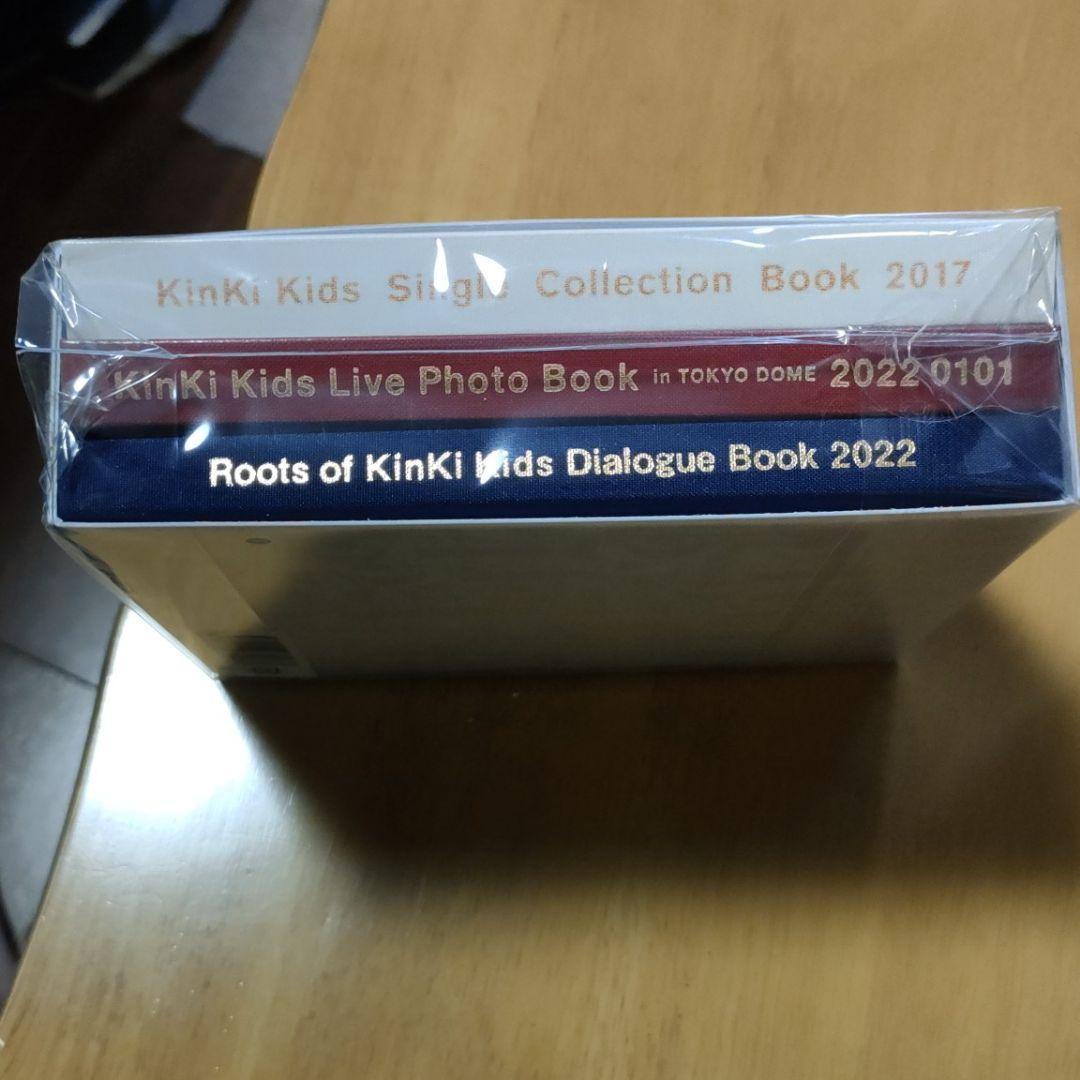 KinKi Kids Single Collection Book 2017
KinKi Kids Live Photo Book in TOKYO DOME 2022 0101
Roots of KinKi Kids Dialogue Book 2022